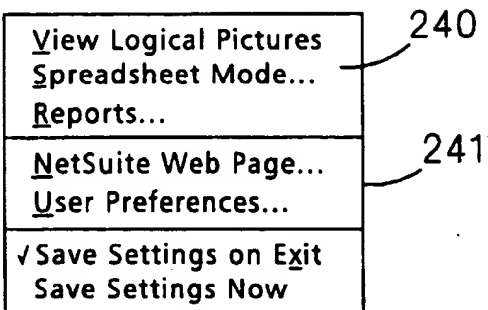 View Logical Pictures
Spreadsheet Mode...
Reports...
NetSuite Web Page...
User Preferences...
√ Save Settings on Exit
Save Settings Now
240
241